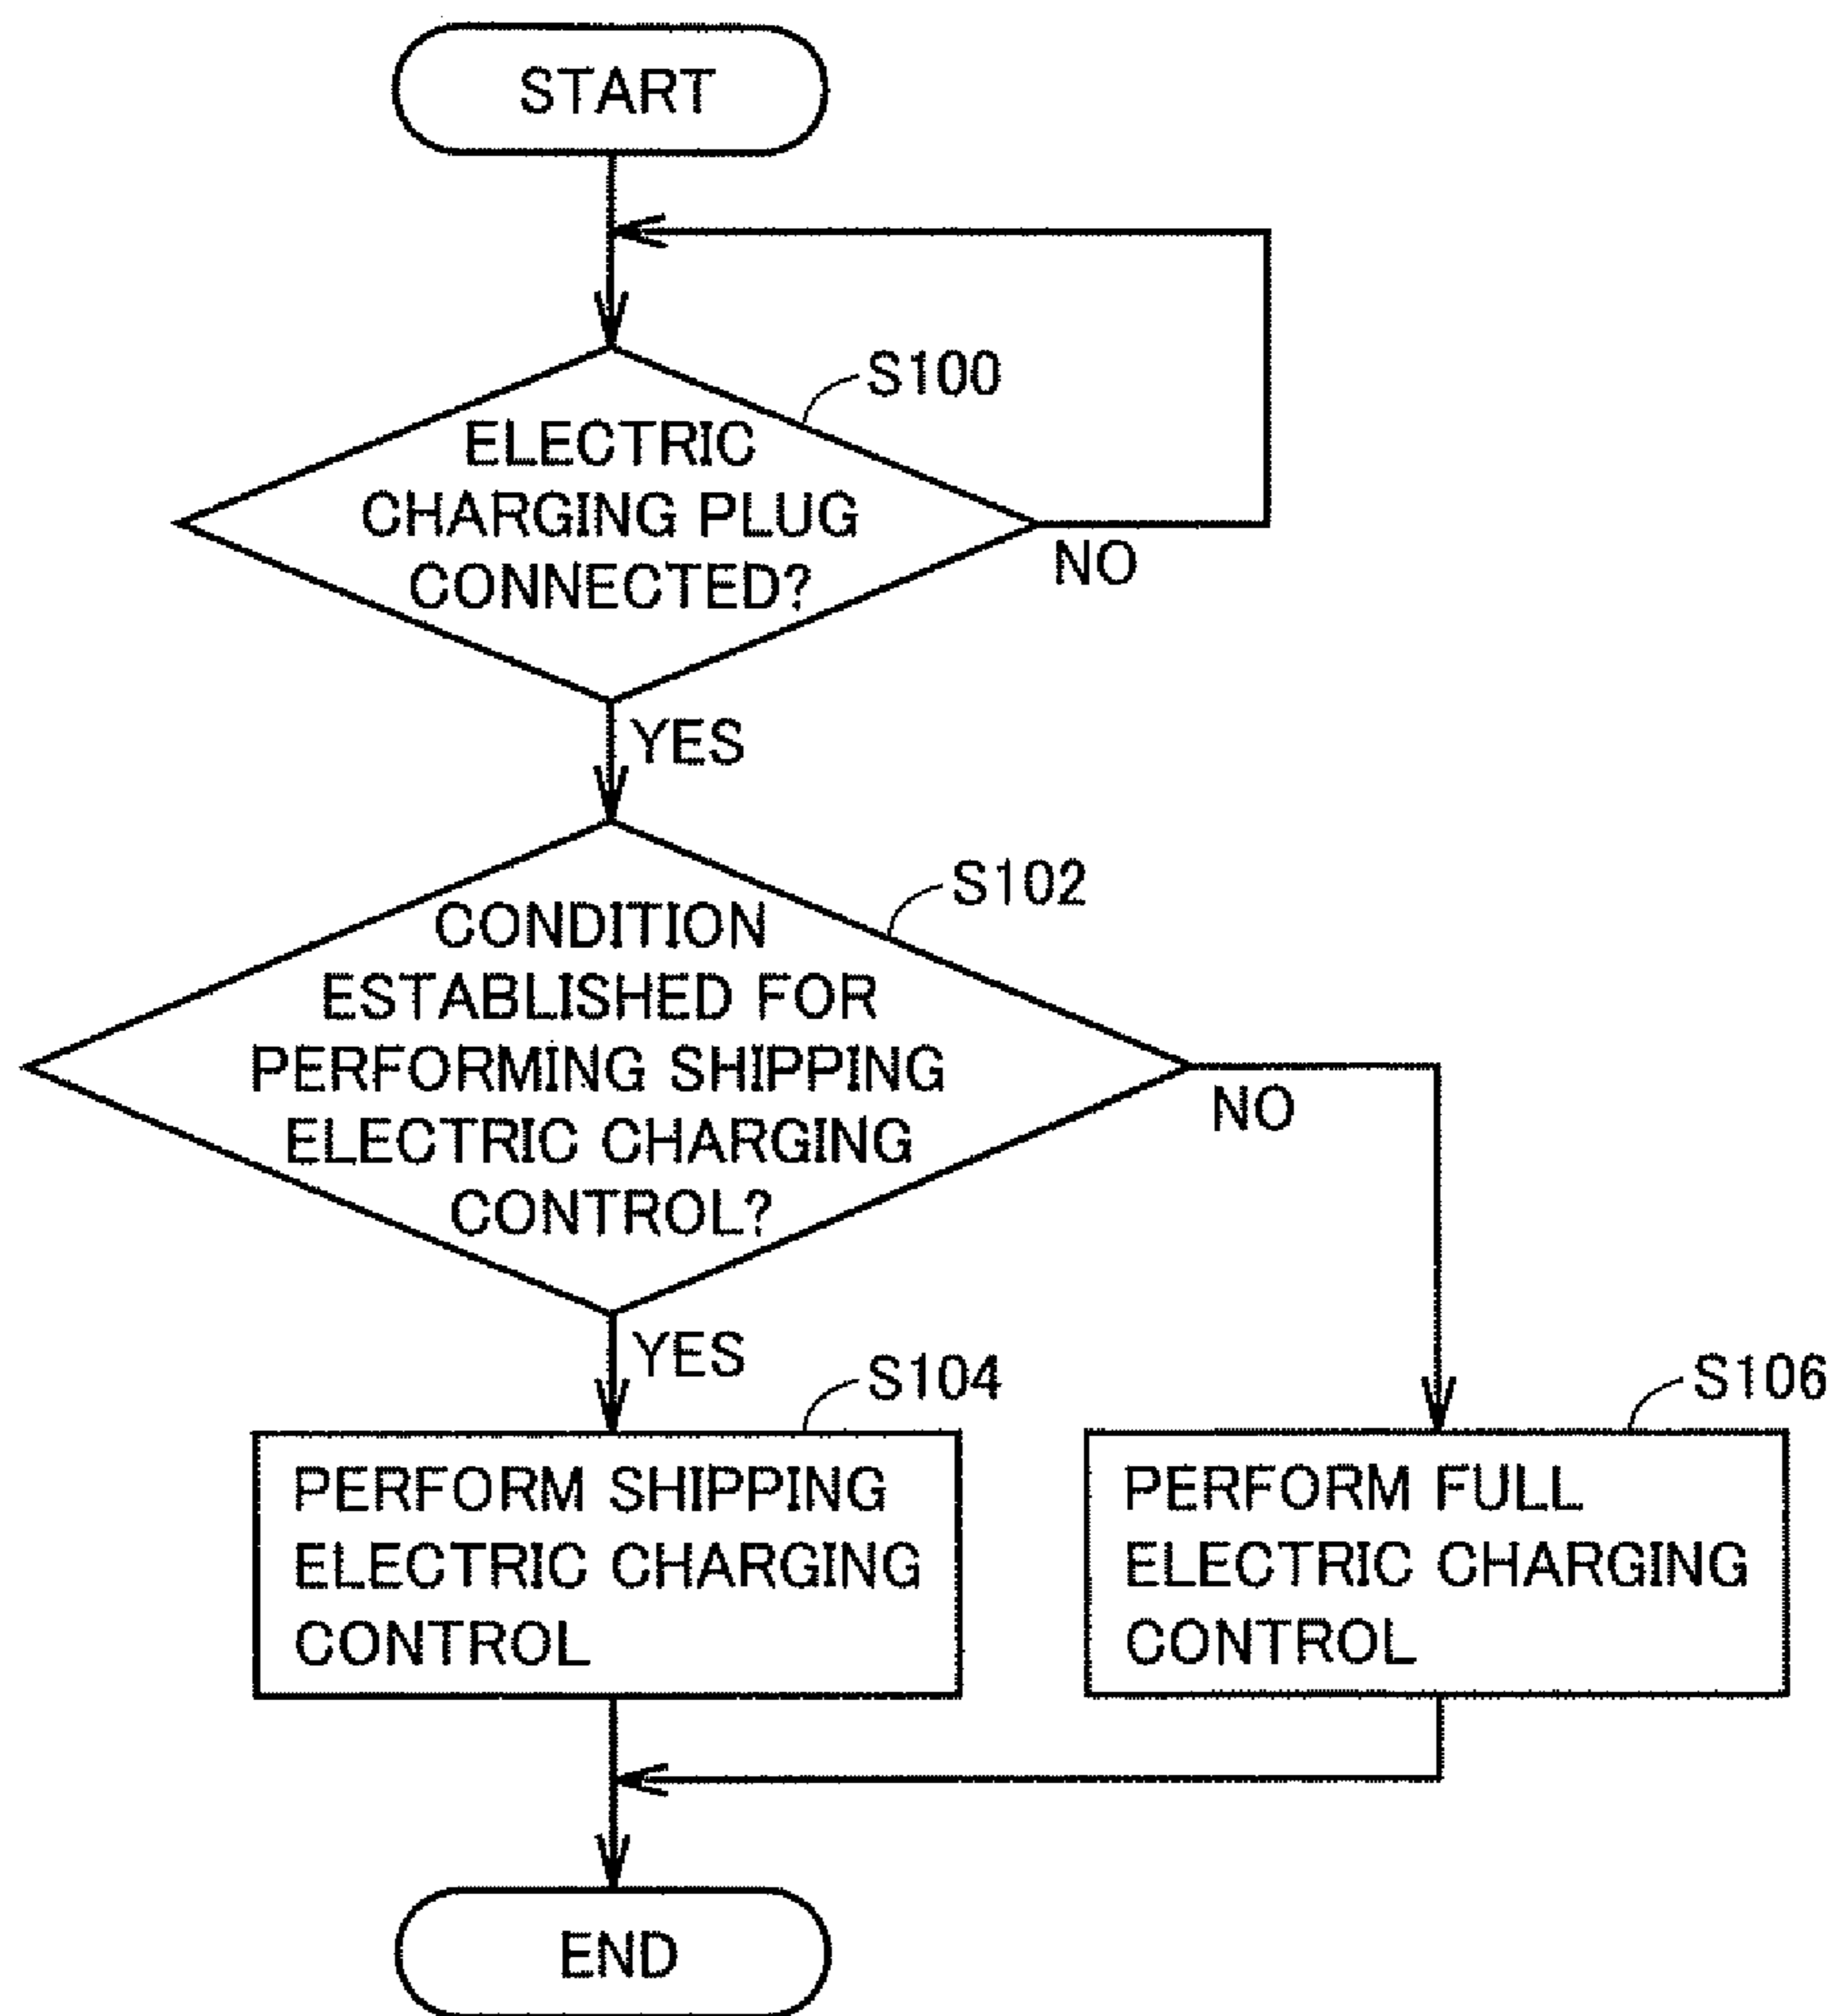 START
S100
ELECTRIC
CHARGING PLUG
CONNECTED?
NO
YES
S102
CONDITION
ESTABLISHED FOR
PERFORMING SHIPPING
ELECTRIC CHARGING
CONTROL?
NO
YES
S104
PERFORM SHIPPING
ELECTRIC CHARGING
CONTROL
S106
PERFORM FULL
ELECTRIC CHARGING
CONTROL
END